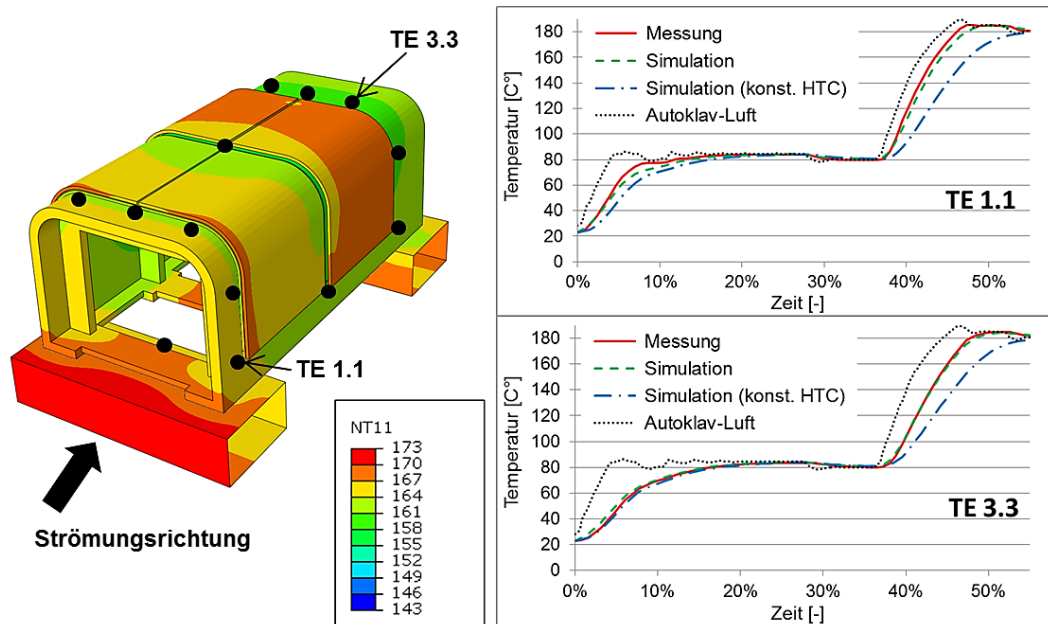 TE 3.3
TE 1.1
Strömungsrichtung
NT11
173
170
167
164
161
158
155
152
149
146
143
Temperatur [C°]
180
160
140
120
100
80
60
40
20
0
Messung
Simulation
Simulation (konst. HTC)
Autoklav-Luft
TE 1.1
0% 10% 20% 30% 40% 50%
Zeit [-]
Temperatur [C°]
180
160
140
120
100
80
60
40
20
0
Messung
Simulation
Simulation (konst. HTC)
Autoklav-Luft
TE 3.3
0% 10% 20% 30% 40% 50%
Zeit [-]